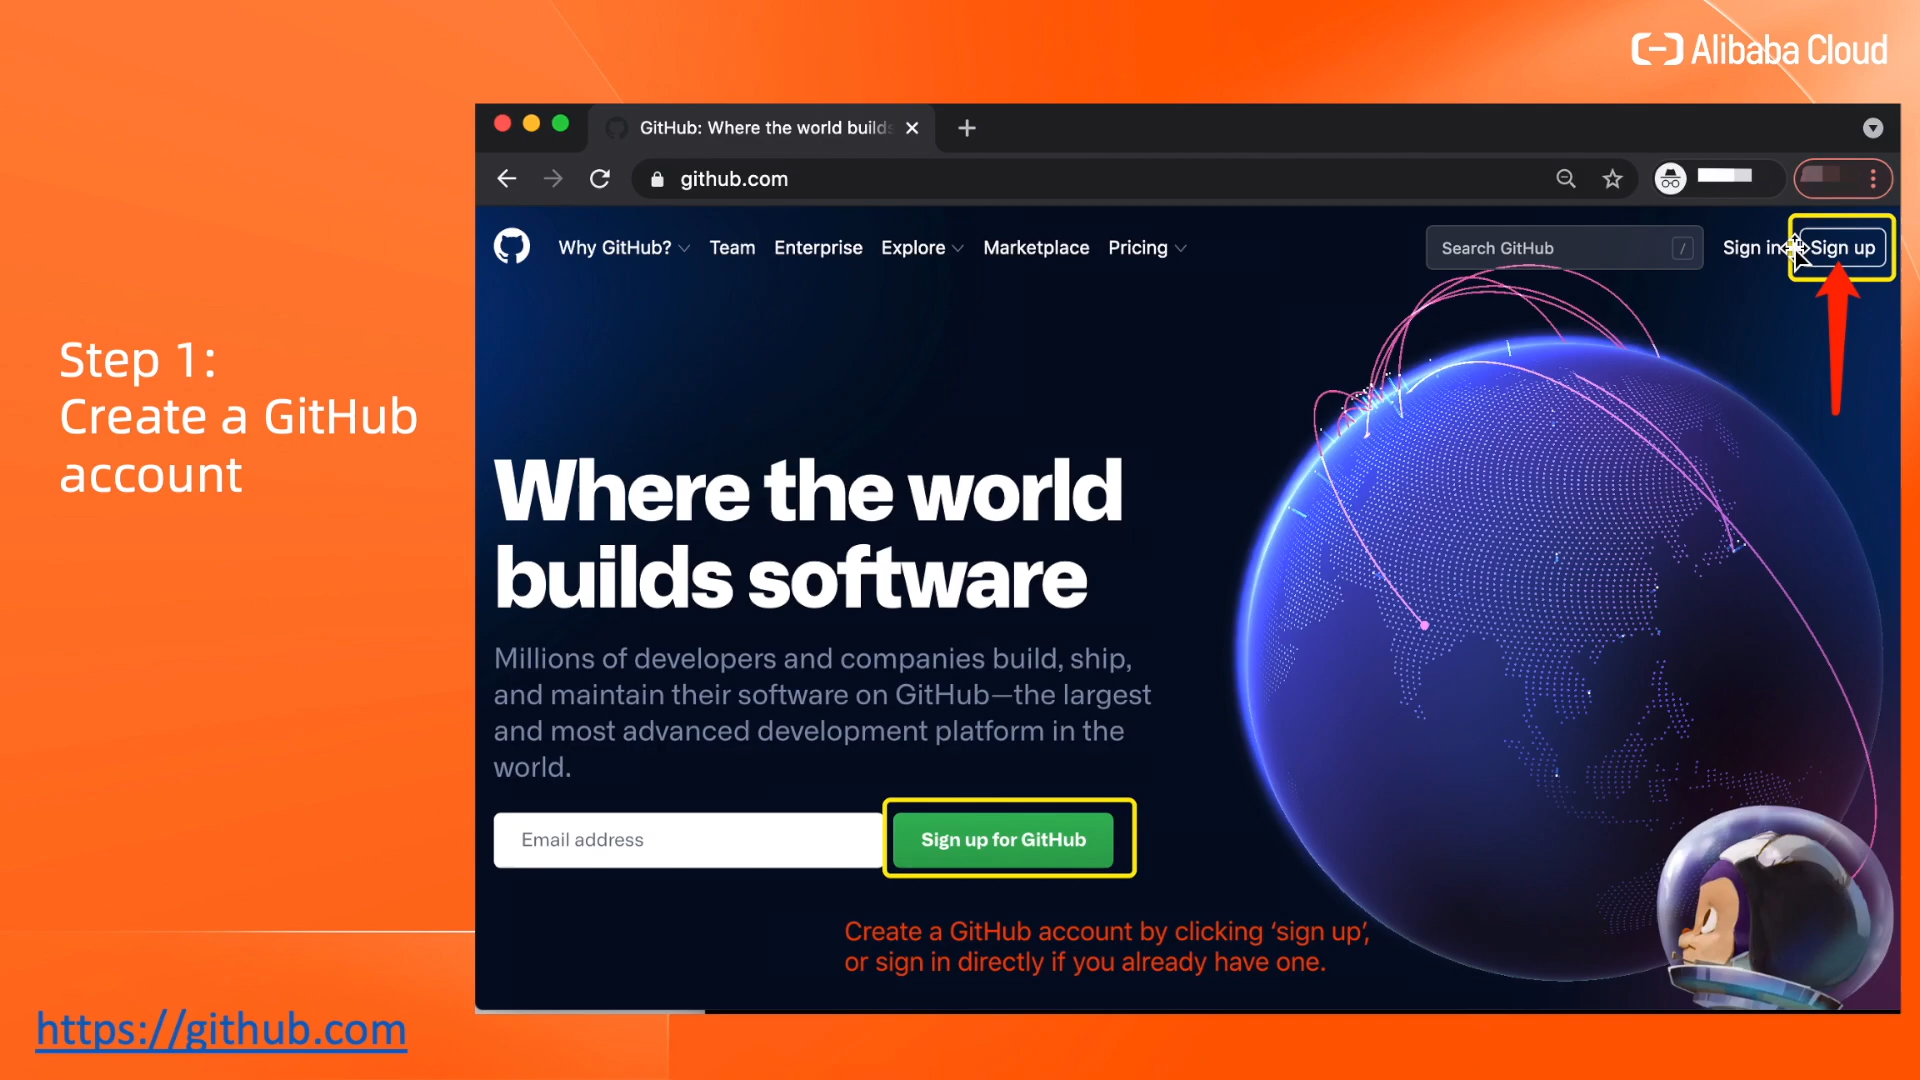 Alibaba Cloud
GitHub: Where the world builds
github.com
Why GitHub? Team Enterprise Explore Marketplace Pricing
Search GitHub /
Sign in Sign up
Step 1:
Create a GitHub
account
Where the world
builds software
Millions of developers and companies build, ship,
and maintain their software on GitHub—the largest
and most advanced development platform in the
world.
Email address
Sign up for GitHub
Create a GitHub account by clicking ‘sign up’,
or sign in directly if you already have one.
https://github.com